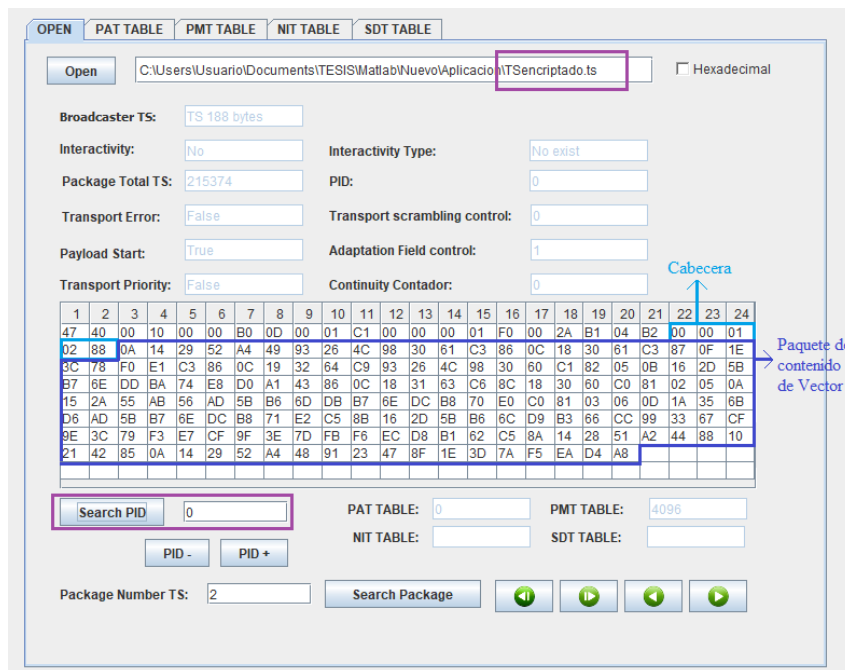 OPEN PAT TABLE PMT TABLE NIT TABLE SDT TABLE
Open C:\Users\Usuario\Documents\TESIS\Matlab\Nuevo\Aplicacion\TSencriptado.ts Hexadecimal
Broadcaster TS: TS 188 bytes
Interactivity: No Interactivity Type: No exist
Package Total TS: 215374 PID: 0
Transport Error: False Transport scrambling control: 0
Payload Start: True Adaptation Field control: 1
Cabecera
Transport Priority: False Continuity Contador: 0
1 2 3 4 5 6 7 8 9 10 11 12 13 14 15 16 17 18 19 20 21 22 23 24
47 40 00 10 00 00 B0 0D 00 01 C1 00 00 00 01 F0 00 2A B1 04 B2 00 00 01
02 88 0A 14 29 52 A4 49 93 26 4C 98 30 61 C3 86 0C 18 30 61 C3 87 0F 1E
3C 78 F0 E1 C3 86 0C 19 32 64 C9 93 26 4C 98 30 60 C1 82 05 0B 16 2D 5B
B7 6E DD BA 74 E8 D0 A1 43 86 0C 18 31 63 C6 8C 18 30 60 C0 81 02 05 0A
15 2A 55 AB 56 AD 5B B6 6D DB B7 6E DC B8 70 E0 C0 81 03 06 0D 1A 35 6B
D6 AD 5B B7 6E DC B8 71 E2 C5 8B 16 2D 5B B6 6C D9 B3 66 CC 99 33 67 CF
9E 3C 79 F3 E7 CF 9F 3E 7D FB F6 EC D8 B1 62 C5 8A 14 28 51 A2 44 88 10
21 42 85 0A 14 29 52 A4 48 91 23 47 8F 1E 3D 7A F5 EA D4 A8
Paquete de
contenido
de Vector
Search PID 0 PAT TABLE: 0 PMT TABLE: 4096
NIT TABLE: SDT TABLE:
PID - PID +
Package Number TS: 2 Search Package